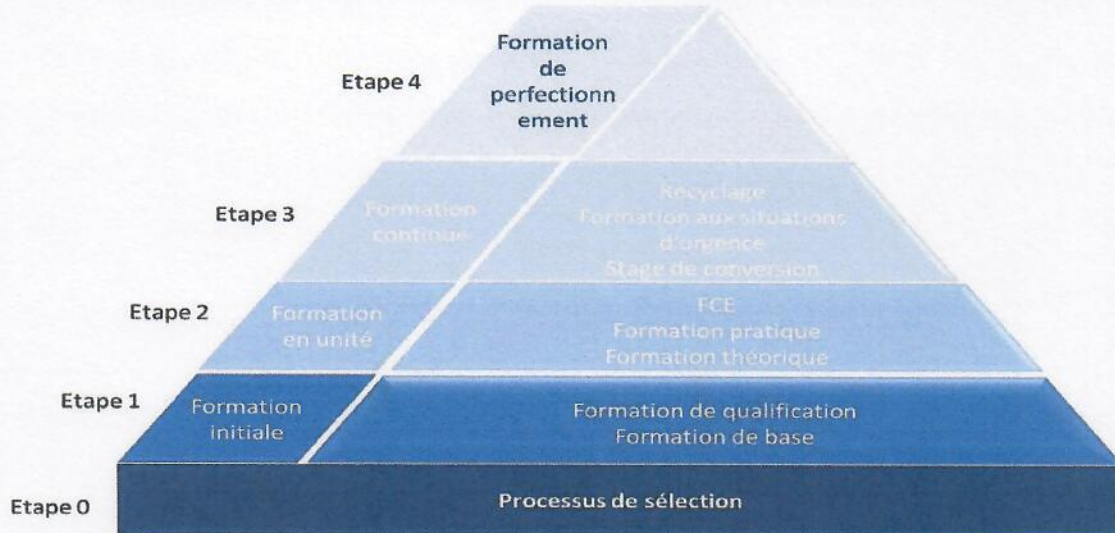 Etape 4
Formation
de
perfectionn
ement
Etape 3
Formation
continue
Recyclage
Formation aux situations
d'urgence
Stage de conversion
Etape 2
Formation
en unité
FCE
Formation pratique
Formation théorique
Etape 1
Formation
initiale
Formation de qualification
Formation de base
Etape 0
Processus de sélection